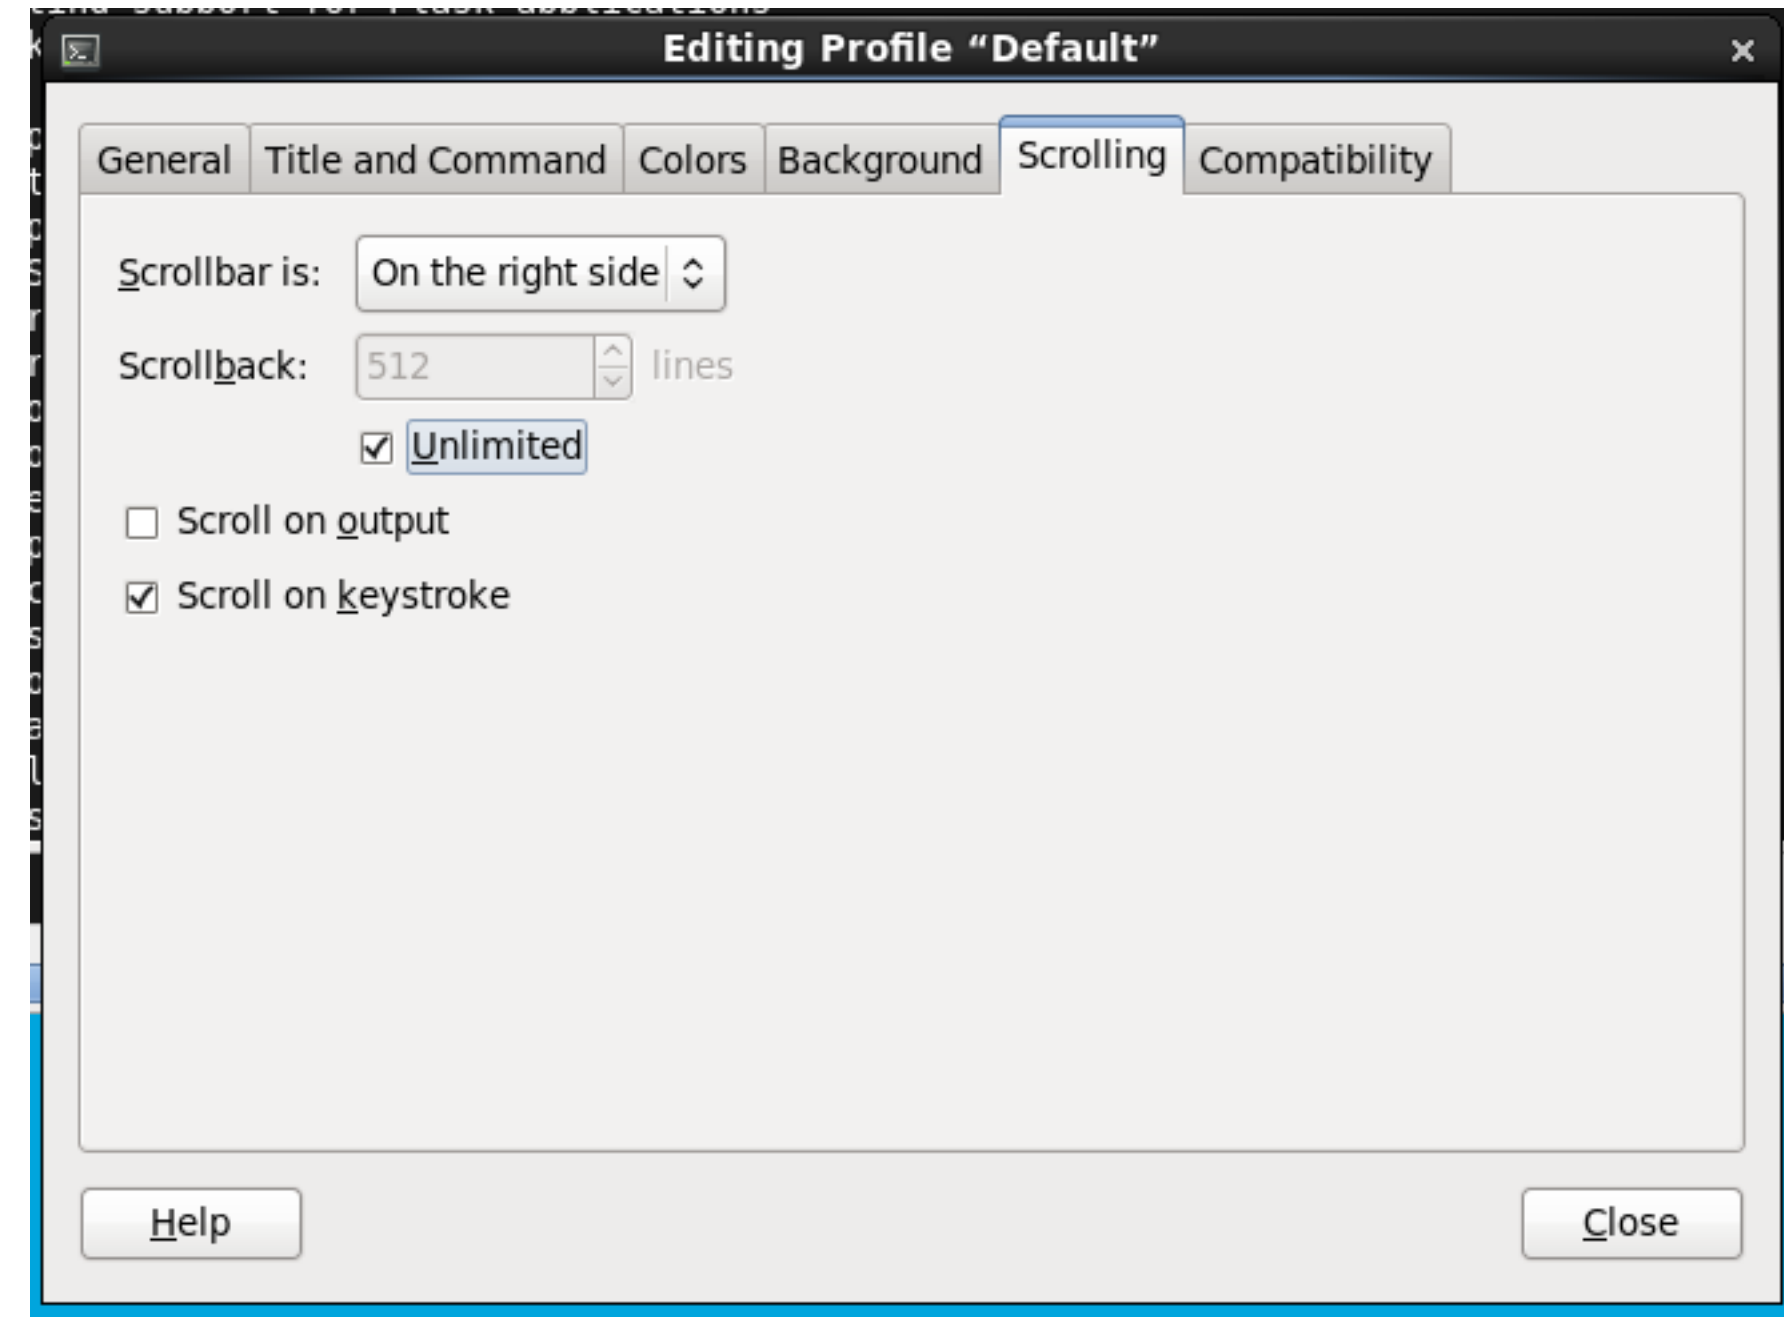 Editing Profile “Default”
General Title and Command Colors Background Scrolling Compatibility
Scrollbar is: On the right side
Scrollback: 512 lines
Unlimited
Scroll on output
Scroll on keystroke
Help Close